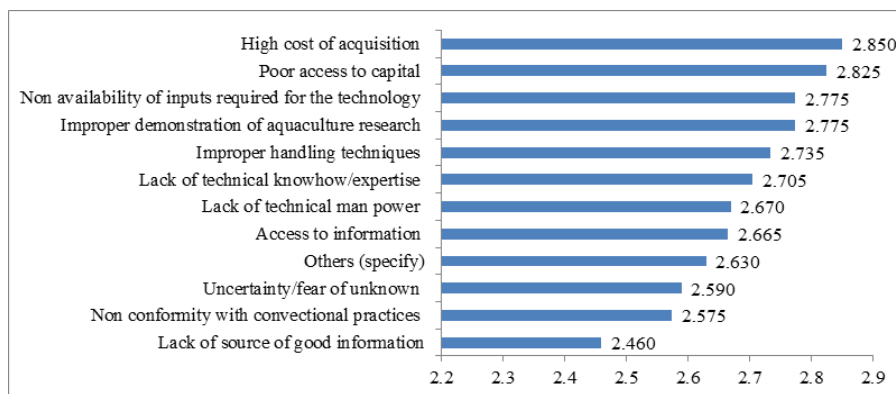 High cost of acquisition 2.850
Poor access to capital 2.825
Non availability of inputs required for the technology 2.775
Improper demonstration of aquaculture research 2.775
Improper handling techniques 2.735
Lack of technical knowhow/expertise 2.705
Lack of technical man power 2.670
Access to information 2.665
Others (specify) 2.630
Uncertainty/fear of unknown 2.590
Non conformity with convectional practices 2.575
Lack of source of good information 2.460
2.2 2.3 2.4 2.5 2.6 2.7 2.8 2.9